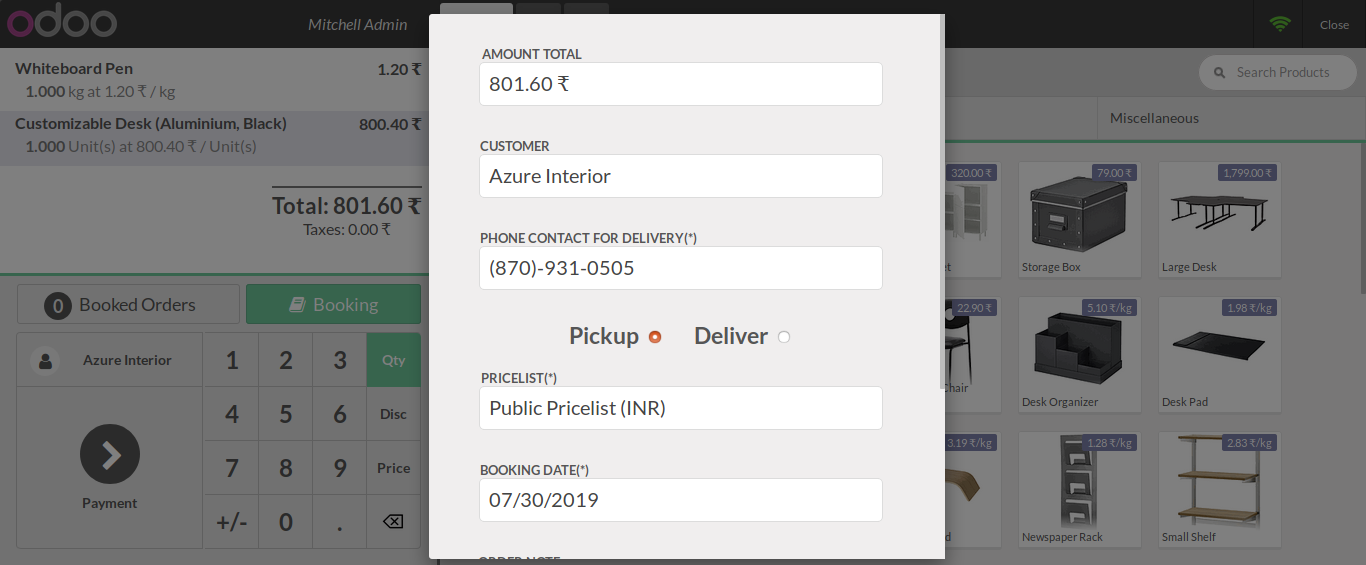 odoo
Mitchell Admin
Close
Whiteboard Pen 1.20 ₹
1.000 kg at 1.20 ₹ / kg
Customizable Desk (Aluminium, Black) 800.40 ₹
1.000 Unit(s) at 800.40 ₹ / Unit(s)
Total: 801.60 ₹
Taxes: 0.00 ₹
0 Booked Orders
Booking
Azure Interior
1 2 3 Qty
4 5 6 Disc
7 8 9 Price
+/- 0 .
Payment
AMOUNT TOTAL
801.60 ₹
CUSTOMER
Azure Interior
PHONE CONTACT FOR DELIVERY(*)
(870)-931-0505
Pickup Deliver
PRICELIST(*)
Public Pricelist (INR)
BOOKING DATE(*)
07/30/2019
ORDER NOTE
Search Products
Miscellaneous
320.00 ₹ 79.00 ₹ 1,799.00 ₹
et Storage Box Large Desk
22.90 ₹ 5.10 ₹/kg 1.98 ₹/kg
Chair Desk Organizer Desk Pad
3.19 ₹/kg 1.28 ₹/kg 2.83 ₹/kg
d Newspaper Rack Small Shelf